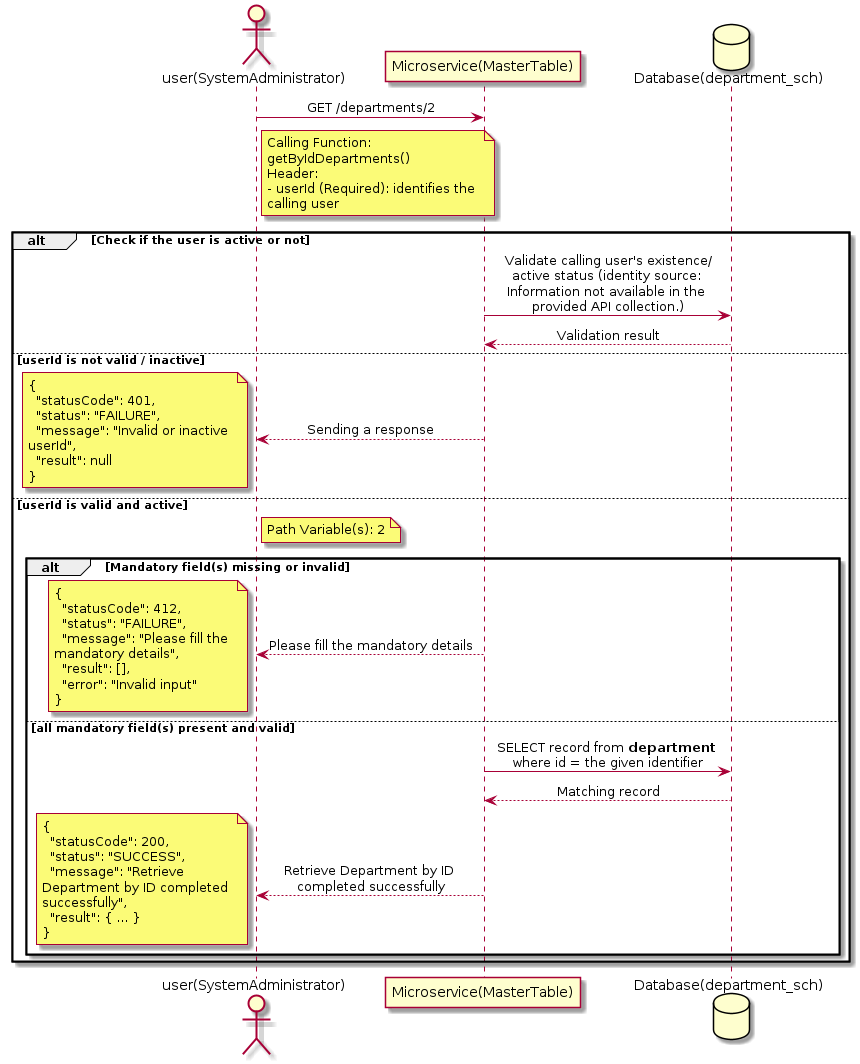 user(SystemAdministrator)
Microservice(MasterTable)
Database(department_sch)
GET /departments/2
Calling Function:
getByIdDepartments()
Header:
- userId (Required): identifies the
calling user
alt
[Check if the user is active or not]
Validate calling user's existence/
active status (identity source:
Information not available in the
provided API collection.)
Validation result
[userId is not valid / inactive]
{
"statusCode": 401,
"status": "FAILURE",
"message": "Invalid or inactive
userId",
"result": null
}
Sending a response
[userId is valid and active]
Path Variable(s): 2
alt
[Mandatory field(s) missing or invalid]
{
"statusCode": 412,
"status": "FAILURE",
"message": "Please fill the
mandatory details",
"result": [],
"error": "Invalid input"
}
Please fill the mandatory details
[all mandatory field(s) present and valid]
SELECT record from department
where id = the given identifier
Matching record
{
"statusCode": 200,
"status": "SUCCESS",
"message": "Retrieve
Department by ID completed
successfully",
"result": { ... }
}
Retrieve Department by ID
completed successfully
user(SystemAdministrator)
Microservice(MasterTable)
Database(department_sch)